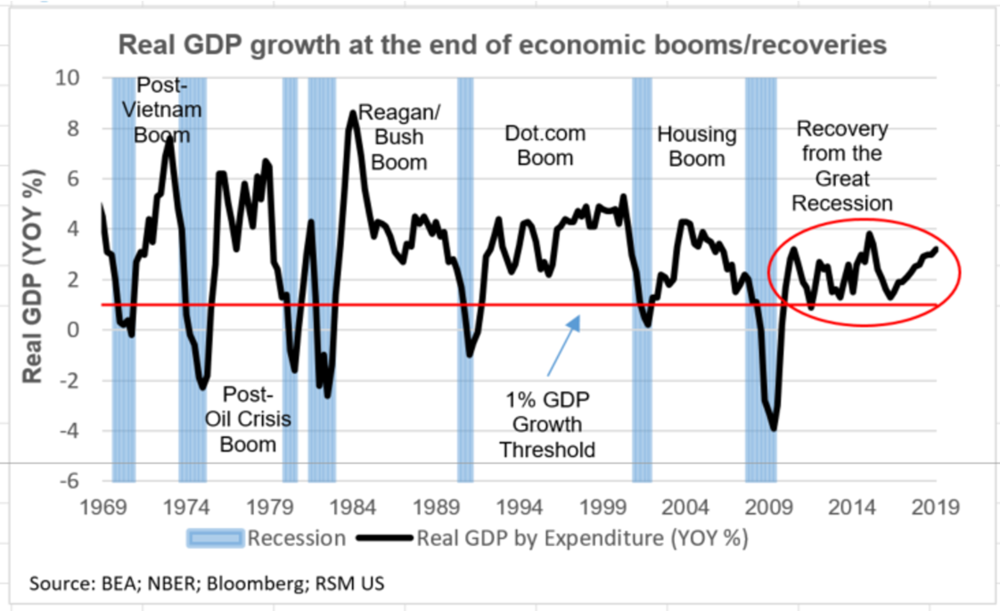 Real GDP growth at the end of economic booms/recoveries
Real GDP (YOY %)
10
8
6
4
2
0
-2
-4
-6
Post-
Vietnam
Boom
Reagan/
Bush
Boom
Dot.com
Boom
Housing
Boom
Recovery
from the
Great
Recession
Post-
Oil Crisis
Boom
1% GDP
Growth
Threshold
1969 1974 1979 1984 1989 1994 1999 2004 2009 2014 2019
Recession Real GDP by Expenditure (YOY %)
Source: BEA; NBER; Bloomberg; RSM US